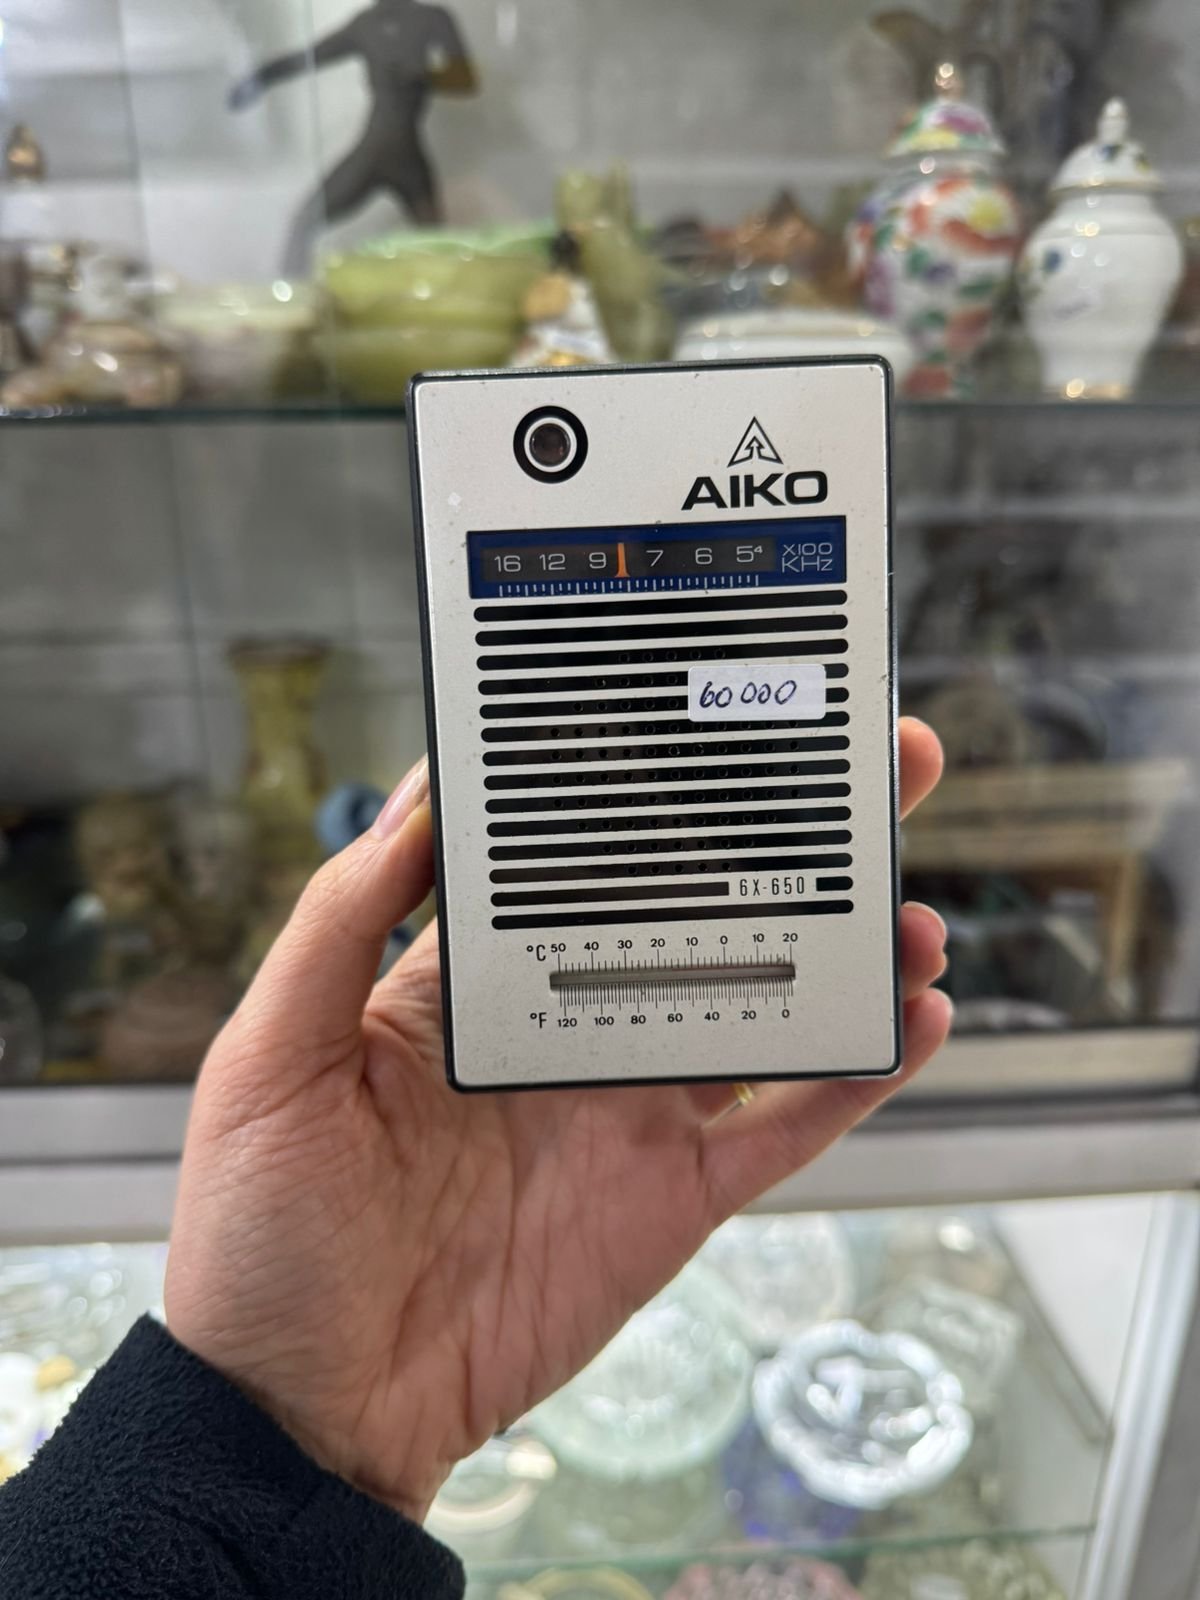 AIKO
16 12 9 7 6 5⁴ X100 KHz
60 000
6X-650
°C 50 40 30 20 10 0 10 20
°F 120 100 80 60 40 20 0